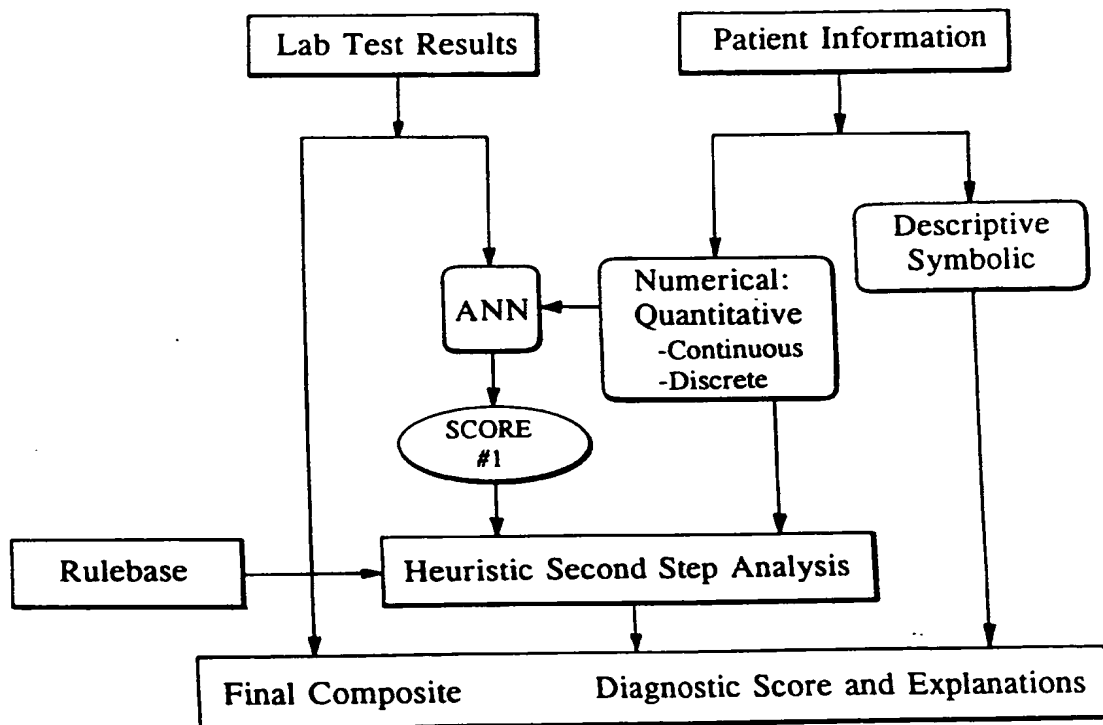 Lab Test Results
Patient Information
Descriptive
Symbolic
ANN
Numerical:
Quantitative
-Continuous
-Discrete
SCORE
#1
Rulebase
Heuristic Second Step Analysis
Final Composite Diagnostic Score and Explanations